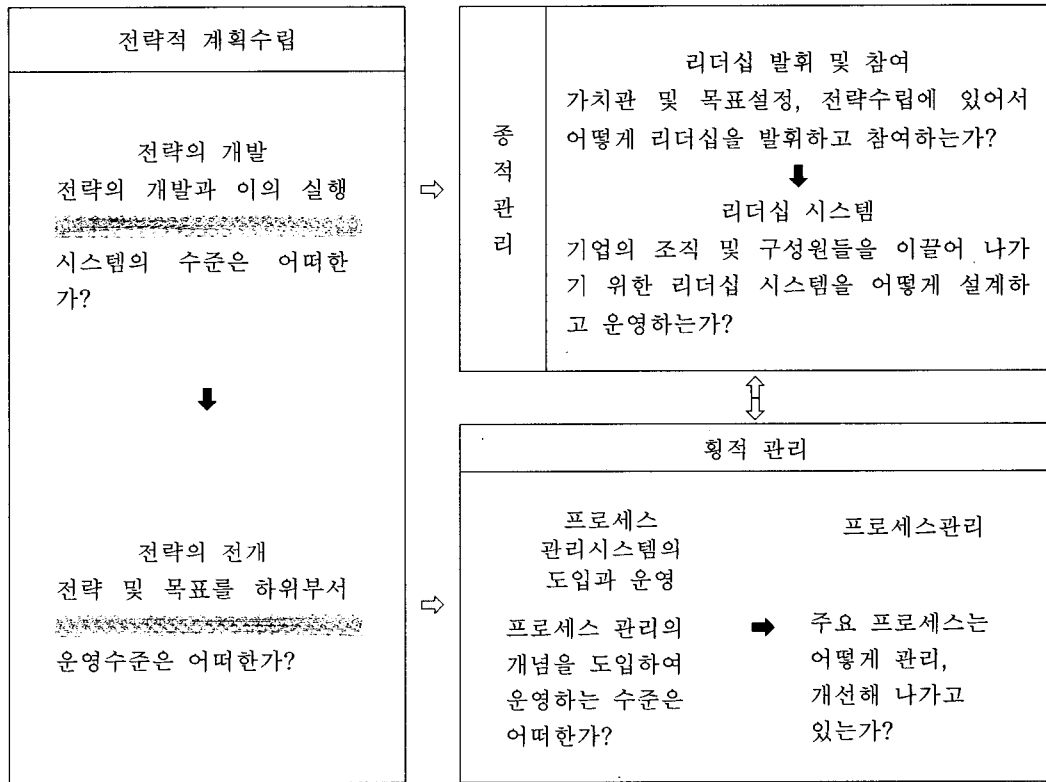 전략적 계획수립
전략의 개발
전략의 개발과 이의 실행
시스템의 수준은 어떠한
가?
전략의 전개
전략 및 목표를 하위부서
운영수준은 어떠한가?
종
적
관
리
리더십 발휘 및 참여
가치관 및 목표설정, 전략수립에 있어서
어떻게 리더십을 발휘하고 참여하는가?
리더십 시스템
기업의 조직 및 구성원들을 이끌어 나가
기 위한 리더십 시스템을 어떻게 설계하
고 운영하는가?
횡적 관리
프로세스
관리시스템의
도입과 운영
프로세스 관리의
개념을 도입하여
운영하는 수준은
어떠한가?
프로세스관리
주요 프로세스는
어떻게 관리,
개선해 나가고
있는가?